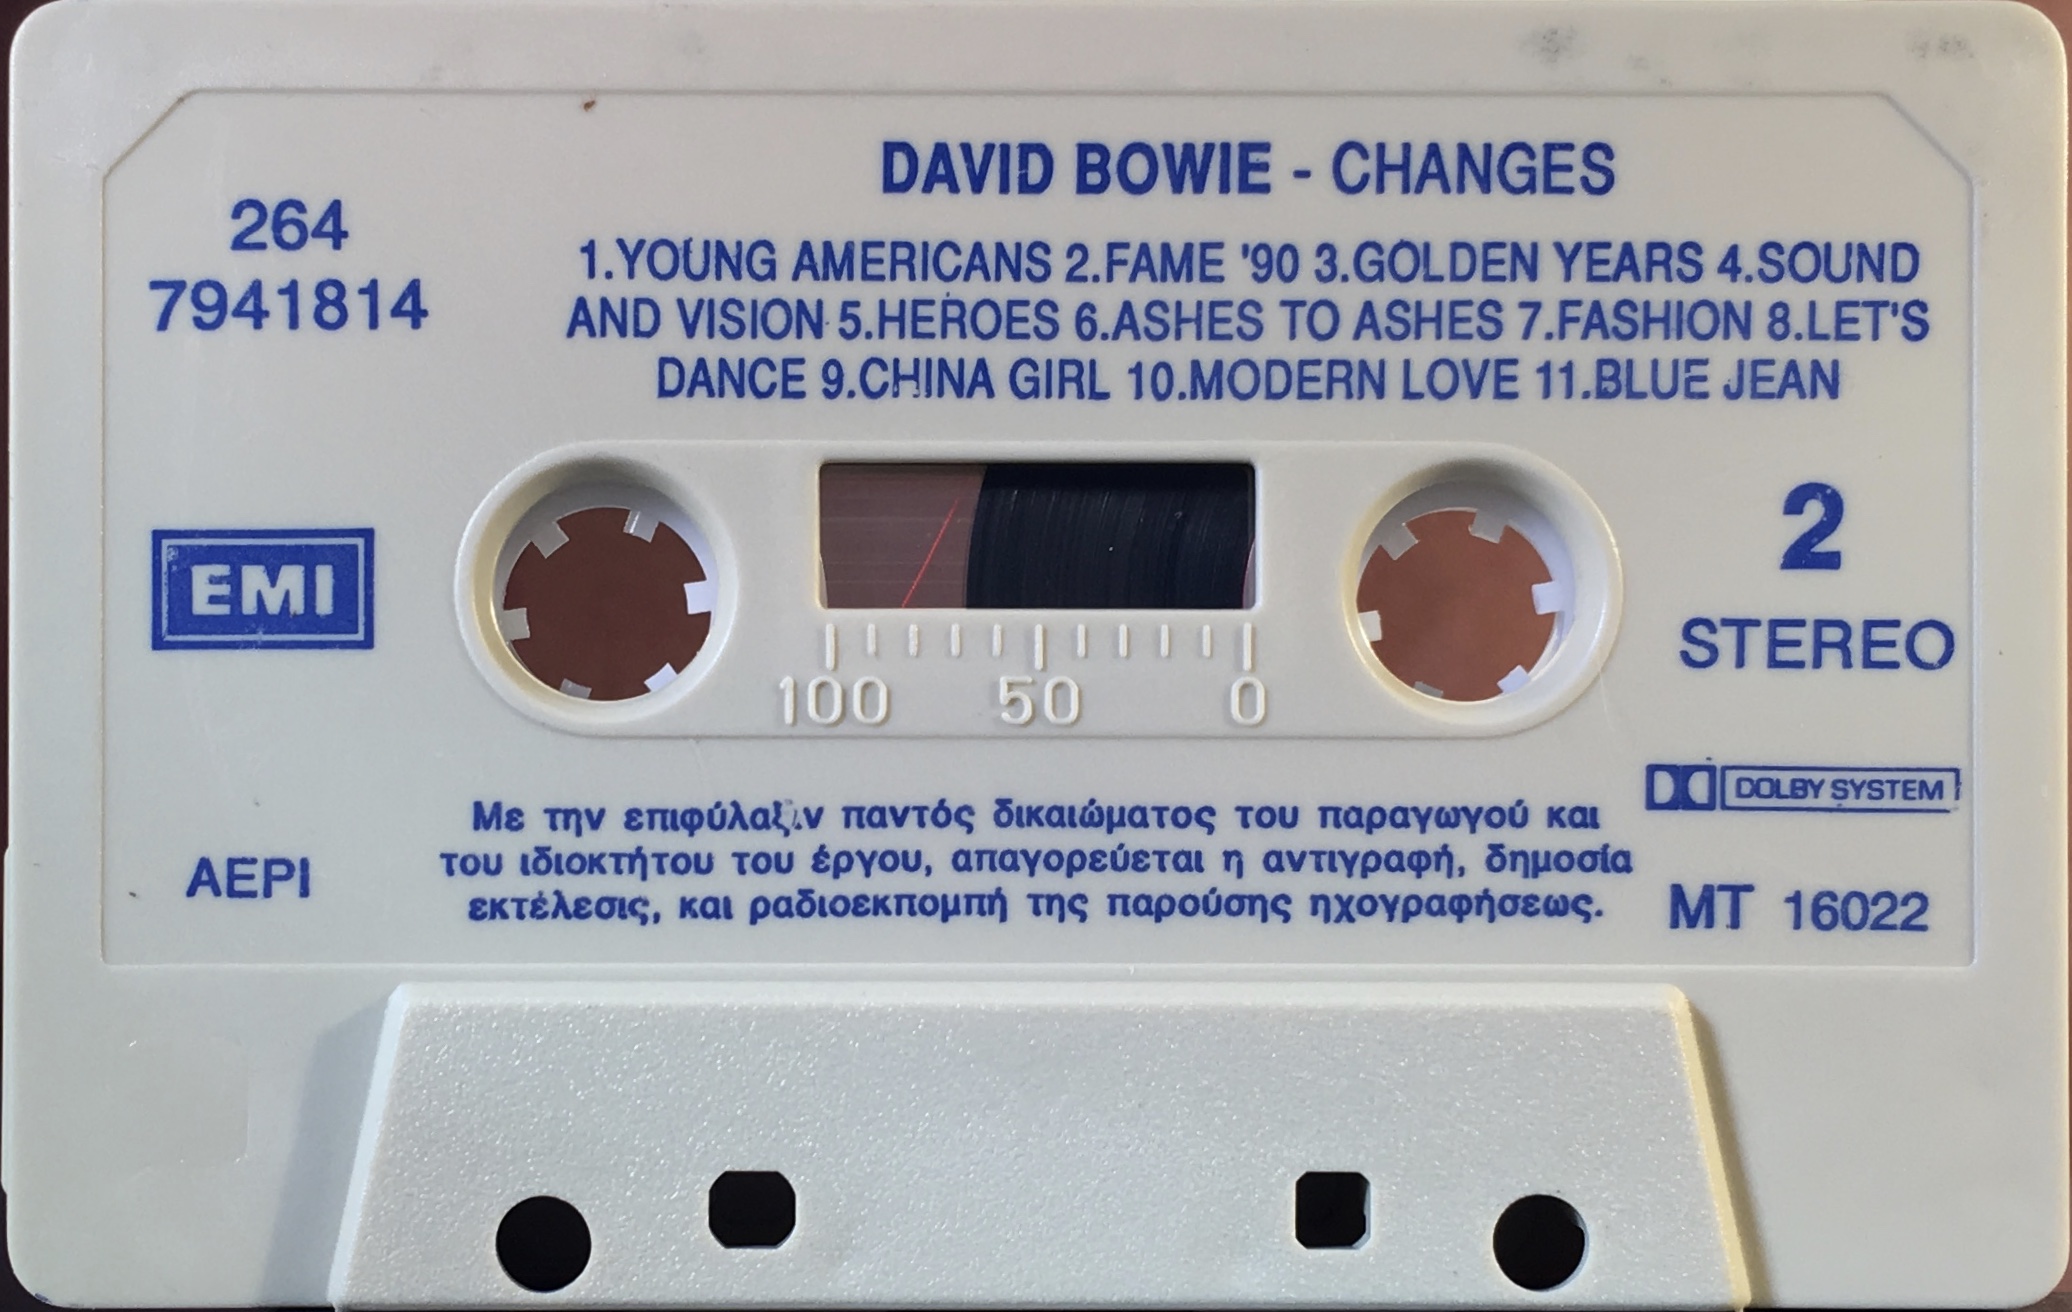 DAVID BOWIE - CHANGES
264
7941814
1.YOUNG AMERICANS 2.FAME '90 3.GOLDEN YEARS 4.SOUND
AND VISION 5.HEROES 6.ASHES TO ASHES 7.FASHION 8.LET'S
DANCE 9.CHINA GIRL 10.MODERN LOVE 11.BLUE JEAN
EMI
2
STEREO
100 50 0
DOLBY SYSTEM
Με την επιφύλαξιν παντός δικαιώματος του παραγωγού και
του ιδιοκτήτου του έργου, απαγορεύεται η αντιγραφή, δημοσία
εκτέλεσις, και ραδιοεκπομπή της παρούσης ηχογραφήσεως.
ΑΕΡΙ
MT 16022